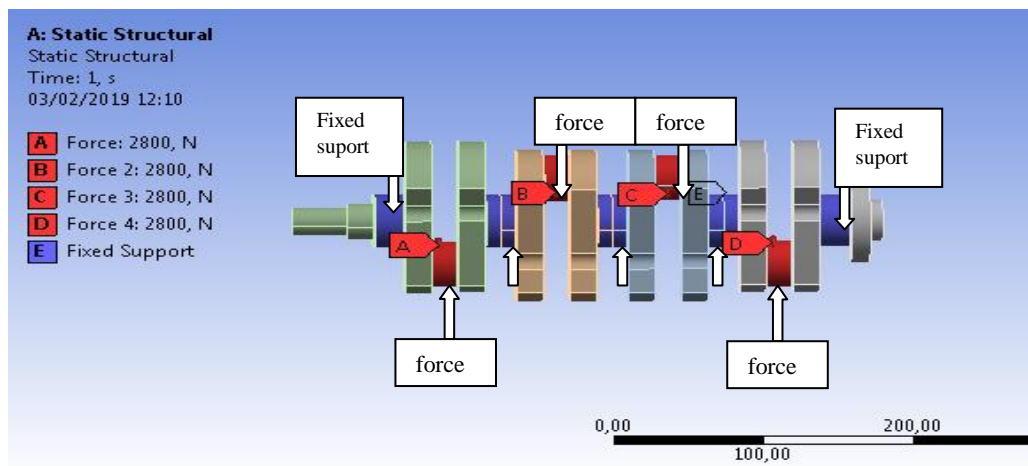 A: Static Structural
Static Structural
Time: 1, s
03/02/2019 12:10
A Force: 2800, N
B Force 2: 2800, N
C Force 3: 2800, N
D Force 4: 2800, N
E Fixed Support
Fixed
suport
force
force
Fixed
suport
A
B
C
E
D
force
force
0,00
200,00
100,00